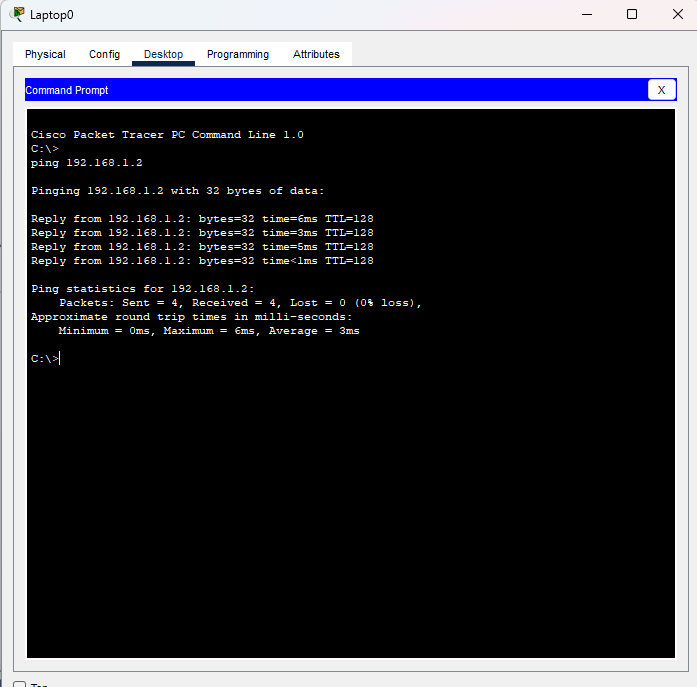 Laptop0
Physical Config Desktop Programming Attributes
Command Prompt X
Cisco Packet Tracer PC Command Line 1.0
C:\>
ping 192.168.1.2
Pinging 192.168.1.2 with 32 bytes of data:
Reply from 192.168.1.2: bytes=32 time=6ms TTL=128
Reply from 192.168.1.2: bytes=32 time=3ms TTL=128
Reply from 192.168.1.2: bytes=32 time=5ms TTL=128
Reply from 192.168.1.2: bytes=32 time<1ms TTL=128
Ping statistics for 192.168.1.2:
Packets: Sent = 4, Received = 4, Lost = 0 (0% loss),
Approximate round trip times in milli-seconds:
Minimum = 0ms, Maximum = 6ms, Average = 3ms
C:\>